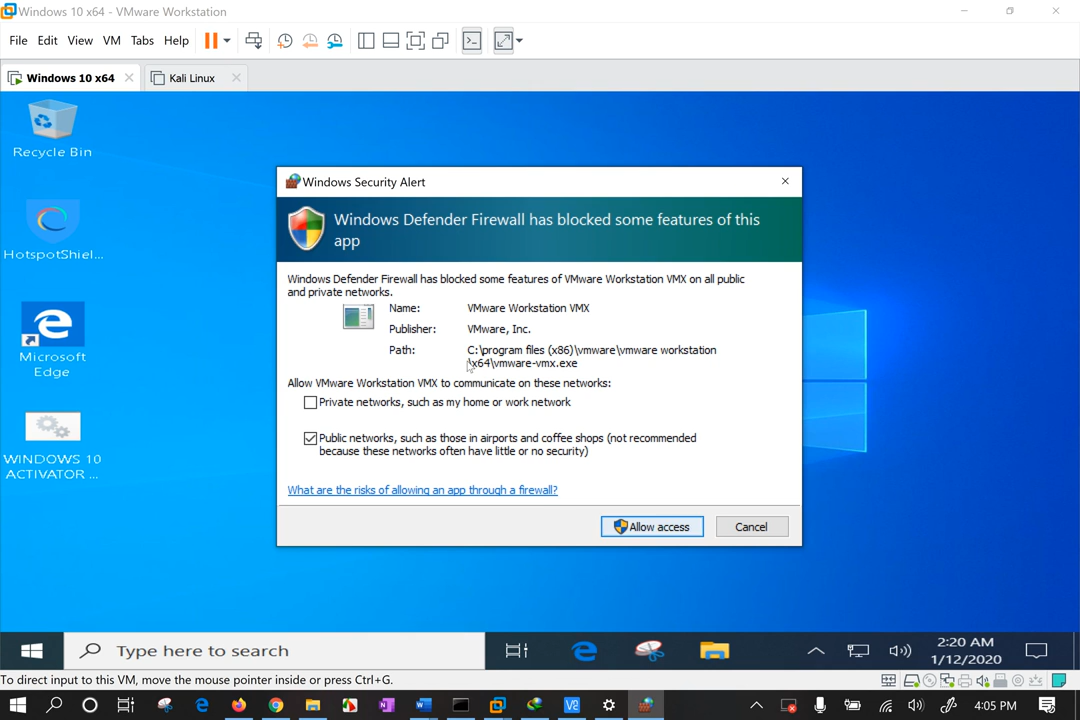 Windows 10 x64 - VMware Workstation
File Edit View VM Tabs Help
Windows 10 x64
Kali Linux
Recycle Bin
HotspotShiel...
Microsoft
Edge
WINDOWS 10
ACTIVATOR ...
Windows Security Alert
Windows Defender Firewall has blocked some features of this
app
Windows Defender Firewall has blocked some features of VMware Workstation VMX on all public
and private networks.
Name: VMware Workstation VMX
Publisher: VMware, Inc.
Path: C:\program files (x86)\vmware\vmware workstation
\x64\vmware-vmx.exe
Allow VMware Workstation VMX to communicate on these networks:
Private networks, such as my home or work network
Public networks, such as those in airports and coffee shops (not recommended
because these networks often have little or no security)
What are the risks of allowing an app through a firewall?
Allow access Cancel
Type here to search
2:20 AM
1/12/2020
To direct input to this VM, move the mouse pointer inside or press Ctrl+G.
4:05 PM